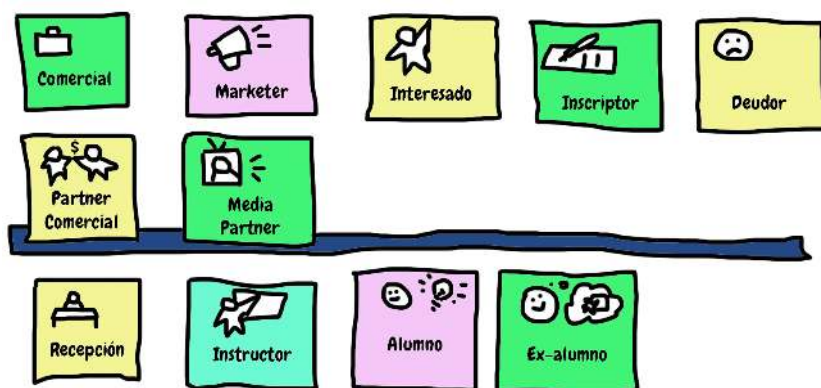 Comercial
Marketer
Interesado
Inscriptor
Deudor
$
Partner
Comercial
Media
Partner
Recepción
Instructor
Alumno
Ex-alumno